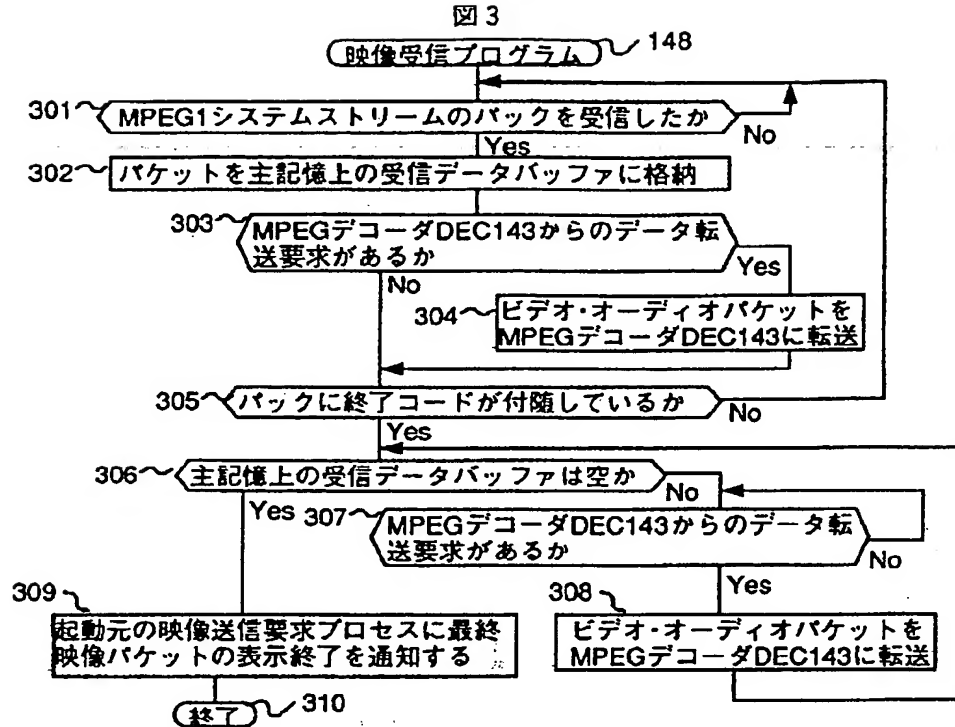 図3
映像受信プログラム 148
301 MPEG1システムストリームのパックを受信したか
No
Yes
302 パケットを主記憶上の受信データバッファに格納
303 MPEGデコーダDEC143からのデータ転
送要求があるか
Yes
No
304 ビデオ・オーディオパケットを
MPEGデコーダDEC143に転送
305 パックに終了コードが付随しているか
No
Yes
306 主記憶上の受信データバッファは空か
No
Yes
307 MPEGデコーダDEC143からのデータ転
送要求があるか
No
Yes
309
起動元の映像送信要求プロセスに最終
映像パケットの表示終了を通知する
308
ビデオ・オーディオパケットを
MPEGデコーダDEC143に転送
終了 310